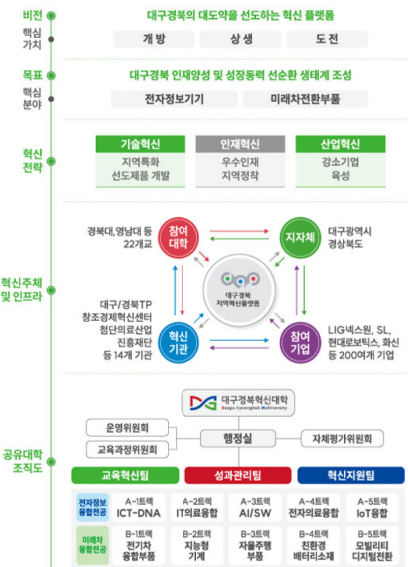 비전
대구경북의 대도약을 선도하는 혁신 플랫폼
핵심
가치
개 방
상 생
도 전
목표
대구경북 인재양성 및 성장동력 선순환 생태계 조성
핵심
분야
전자정보기기
미래차전환부품
혁신
전략
기술혁신
지역특화
선도제품 개발
인재혁신
우수인재
지역정착
산업혁신
강소기업
육성
혁신주체
및 인프라
경북대,영남대 등
22개교
참여
대학
지자체
대구광역시
경상북도
대구경북
지역혁신플랫폼
대구/경북TP
창조경제혁신센터
첨단의료산업
진흥재단
등 14개 기관
혁신
기관
참여
기업
LIG넥스원, SL,
현대로보틱스, 화신
등 200여개 기업
공유대학
조직도
DG 대구경북혁신대학
Daegu-Gyeongbuk Multiversity
운영위원회
교육과정위원회
행정실
자체평가위원회
교육혁신팀
성과관리팀
혁신지원팀
전자정보
융합전공
A-1트랙
ICT-DNA
A-2트랙
IT의료융합
A-3트랙
AI/SW
A-4트랙
전자의료융합
A-5트랙
IoT융합
미래차
융합전공
B-1트랙
전기차
융합부품
B-2트랙
지능형
기계
B-3트랙
자율주행
부품
B-4트랙
친환경
배터리소재
B-5트랙
모빌리티
디지털전환